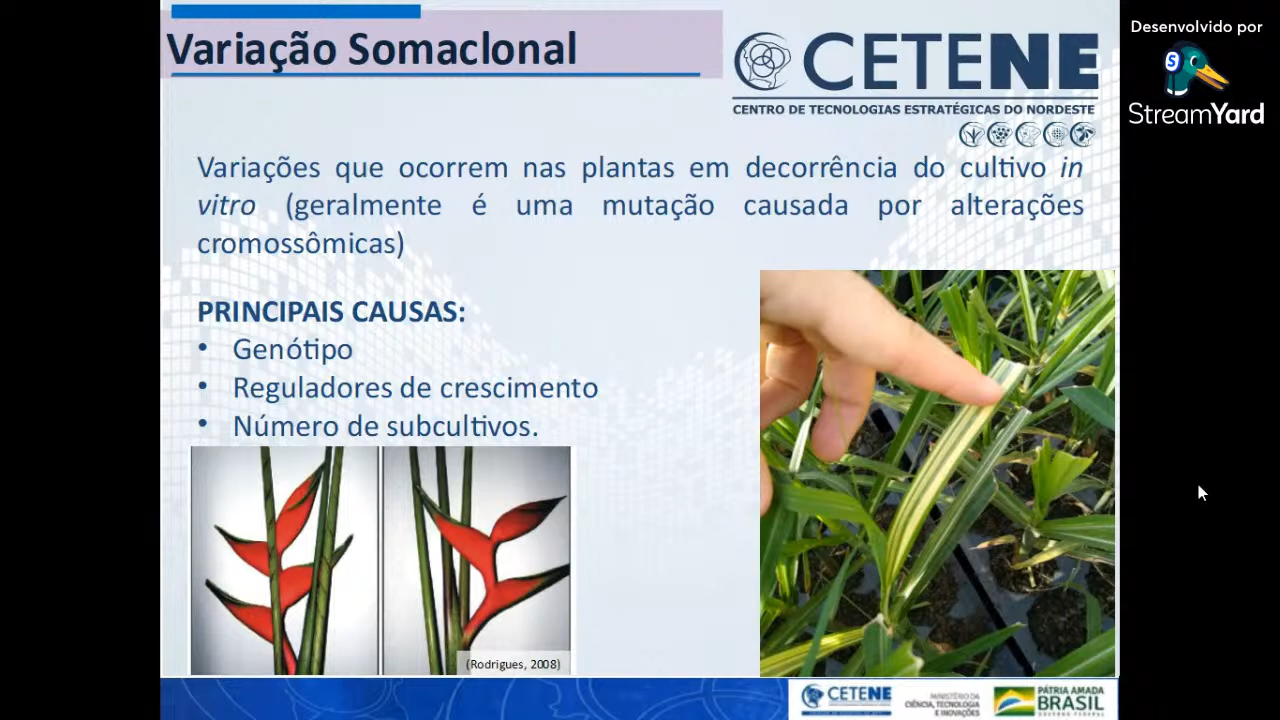 Variação Somaclonal
CETENE
CENTRO DE TECNOLOGIAS ESTRATÉGICAS DO NORDESTE
Desenvolvido por
StreamYard
Variações que ocorrem nas plantas em decorrência do cultivo in
vitro (geralmente é uma mutação causada por alterações
cromossômicas)
PRINCIPAIS CAUSAS:
• Genótipo
• Reguladores de crescimento
• Número de subcultivos.
(Rodrigues, 2008)
CETENE
MINISTÉRIO DA
CIÊNCIA, TECNOLOGIA
E INOVAÇÕES
PÁTRIA AMADA
BRASIL